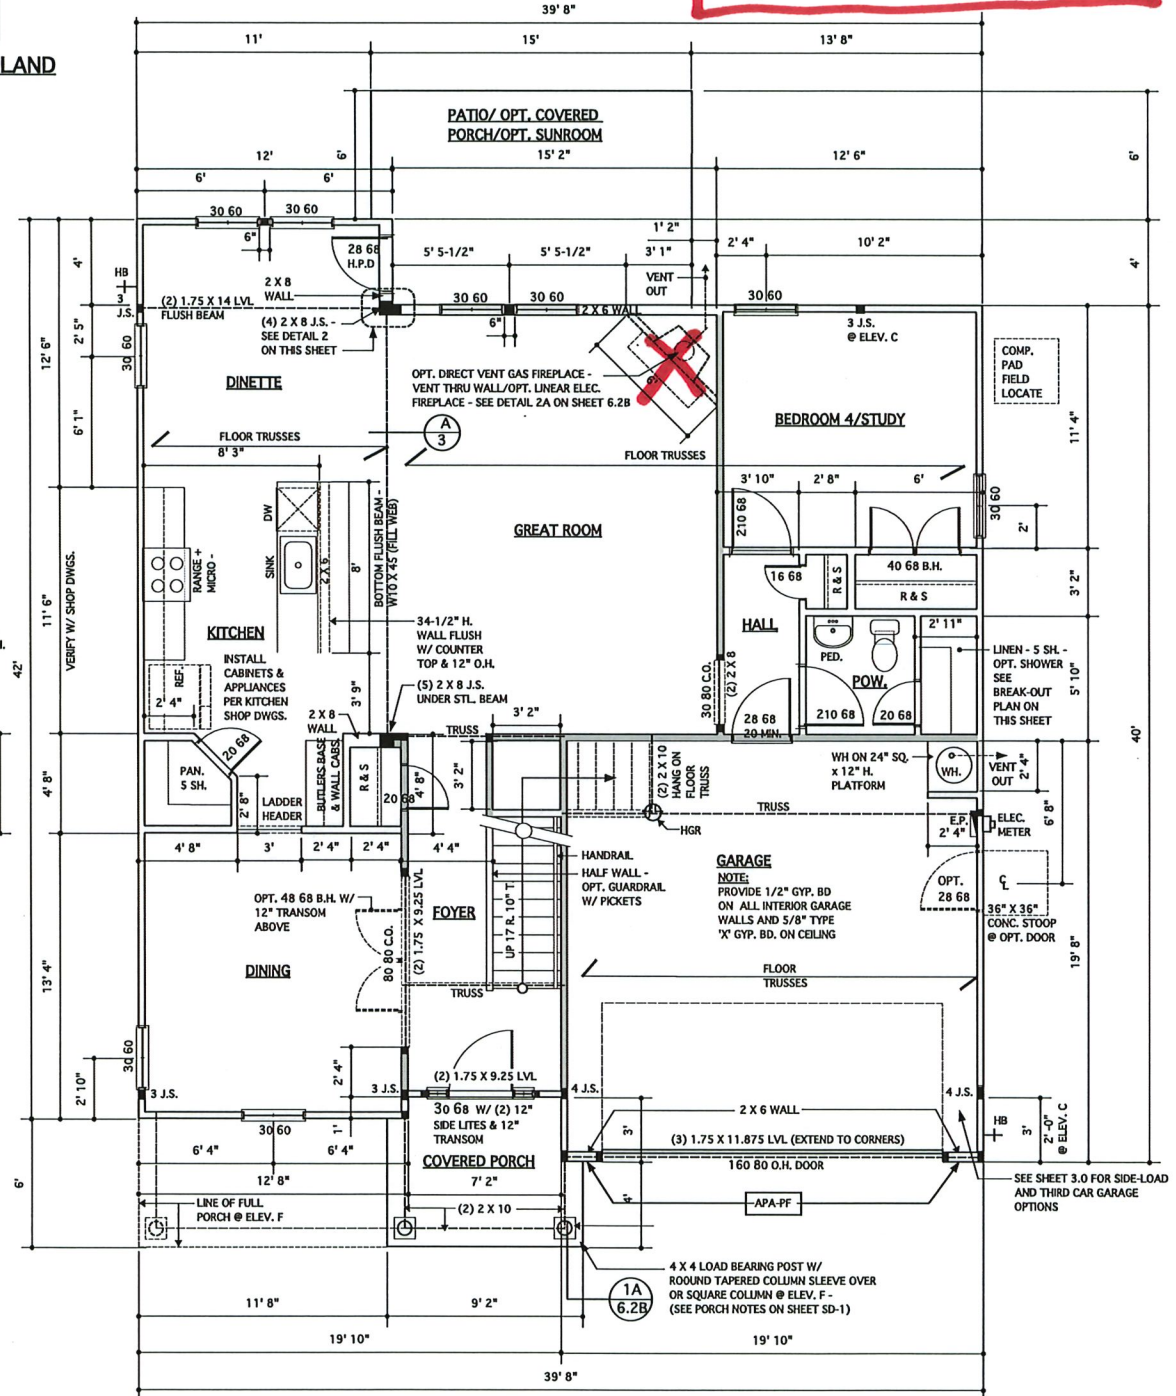 39' 8"
11'
15'
13' 8"
LAND
PATIO/ OPT. COVERED
PORCH/OPT. SUNROOM
6'
6'
12'
15' 2"
12' 6"
6'
6'
30 60
30 60
6"
28 68
H.P.D
1' 2"
5' 5-1/2"
5' 5-1/2"
3' 1"
2' 4"
10' 2"
4'
4'
HB
3
J.S.
2 X 8
WALL
VENT
OUT
(2) 1.75 X 14 LVL
FLUSH BEAM
30 60
30 60
2 X 6 WALL
30 60
6"
(4) 2 X 8 J.S. -
SEE DETAIL 2
ON THIS SHEET
3 J.S.
@ ELEV. C
COMP.
PAD
FIELD
LOCATE
2' 5"
30 60
12' 6"
DINETTE
OPT. DIRECT VENT GAS FIREPLACE -
VENT THRU WALL/OPT. LINEAR ELEC.
FIREPLACE - SEE DETAIL 2A ON SHEET 6.2B
6'
6' 1"
BEDROOM 4/STUDY
11' 4"
A
3
FLOOR TRUSSES
FLOOR TRUSSES
8' 3"
3' 10"
2' 8"
6'
30 60
2'
DW
210 68
GREAT ROOM
BOTTOM FLUSH BEAM -
W10 X 45 (FILL WEB)
VERIFY W/ SHOP DWGS.
RANGE +
MICRO -
SINK
2 X 6
8'
16 68
R & S
40 68 B.H.
R & S
3' 2"
11' 6"
42'
H.
KITCHEN
34-1/2" H.
WALL FLUSH
W/ COUNTER
TOP & 12" O.H.
HALL
PED.
POW.
2' 11"
LINEN - 5 SH. -
OPT. SHOWER
SEE
BREAK-OUT
PLAN ON
THIS SHEET
5' 10"
INSTALL
CABINETS &
APPLIANCES
PER KITCHEN
SHOP DWGS.
REF.
2' 4"
3' 9"
(5) 2 X 8 J.S.
UNDER STL. BEAM
30 80 C.O.
(2) 2 X 8
2 X 8
WALL
TRUSS
3' 2"
28 68
20 MIN.
210 68
20 68
40'
20 68
PAN.
5 SH.
BUTLERS BASE
& WALL CABS.
R & S
20 68
4' 8"
3' 2"
(2) 2 X 10
HANG ON
FLOOR
TRUSS
WH ON 24" SQ.
x 12" H.
PLATFORM
WH.
VENT
OUT
2' 4"
4' 8"
2' 8"
LADDER
HEADER
TRUSS
HGR
E.P.
2' 4"
ELEC.
METER
6' 8"
4' 8"
3'
2' 4"
2' 4"
4' 4"
HANDRAIL
HALF WALL -
OPT. GUARDRAIL
W/ PICKETS
GARAGE
NOTE:
PROVIDE 1/2" GYP. BD
ON ALL INTERIOR GARAGE
WALLS AND 5/8" TYPE
'X' GYP. BD. ON CEILING
OPT.
28 68
CL
36" X 36"
CONC. STOOP
@ OPT. DOOR
OPT. 48 68 B.H. W/
12" TRANSOM
ABOVE
80 80 C.O.
(2) 1.75 X 9.25 LVL
FOYER
UP 17 R. 10" T.
19' 8"
DINING
13' 4"
TRUSS
FLOOR
TRUSSES
30 60
2' 10"
3 J.S.
2' 4"
3 J.S.
(2) 1.75 X 9.25 LVL
4 J.S.
4 J.S.
30 60
1'
30 68 W/ (2) 12"
SIDE LITES & 12"
TRANSOM
3'
2 X 6 WALL
HB
3'
2'-0"
@ ELEV. C
6' 4"
6' 4"
(3) 1.75 X 11.875 LVL (EXTEND TO CORNERS)
COVERED PORCH
160 80 O.H. DOOR
12' 8"
7' 2"
6'
LINE OF FULL
PORCH @ ELEV. F
(2) 2 X 10
4'
APA-PF
SEE SHEET 3.0 FOR SIDE-LOAD
AND THIRD CAR GARAGE
OPTIONS
4 X 4 LOAD BEARING POST W/
ROOUND TAPERED COLUMN SLEEVE OVER
OR SQUARE COLUMN @ ELEV. F -
(SEE PORCH NOTES ON SHEET SD-1)
1A
6.2B
11' 8"
9' 2"
19' 10"
19' 10"
39' 8"